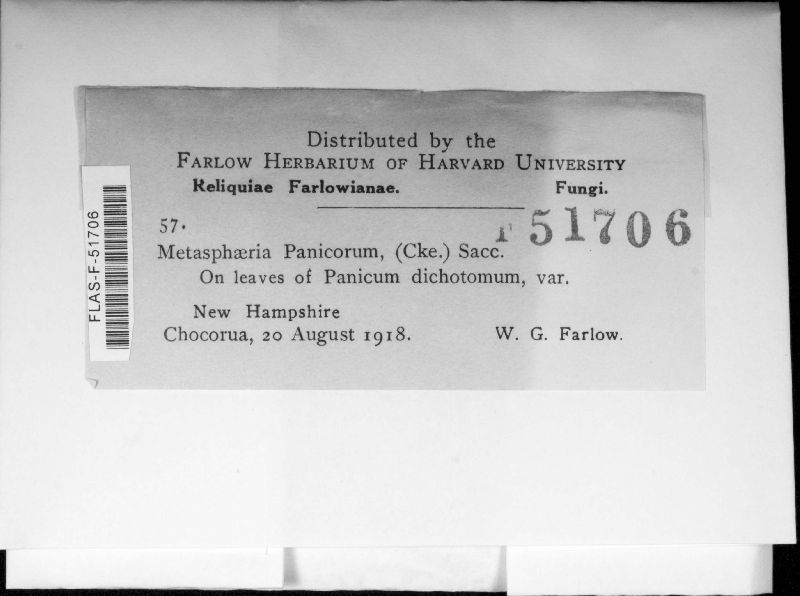 Distributed by the
FARLOW HERBARIUM OF HARVARD UNIVERSITY
Reliquiae Farlowianae. Fungi.
57.
F 51706
Metasphæria Panicorum, (Cke.) Sacc.
On leaves of Panicum dichotomum, var.
New Hampshire
Chocorua, 20 August 1918. W. G. Farlow.
FLAS-F-51706